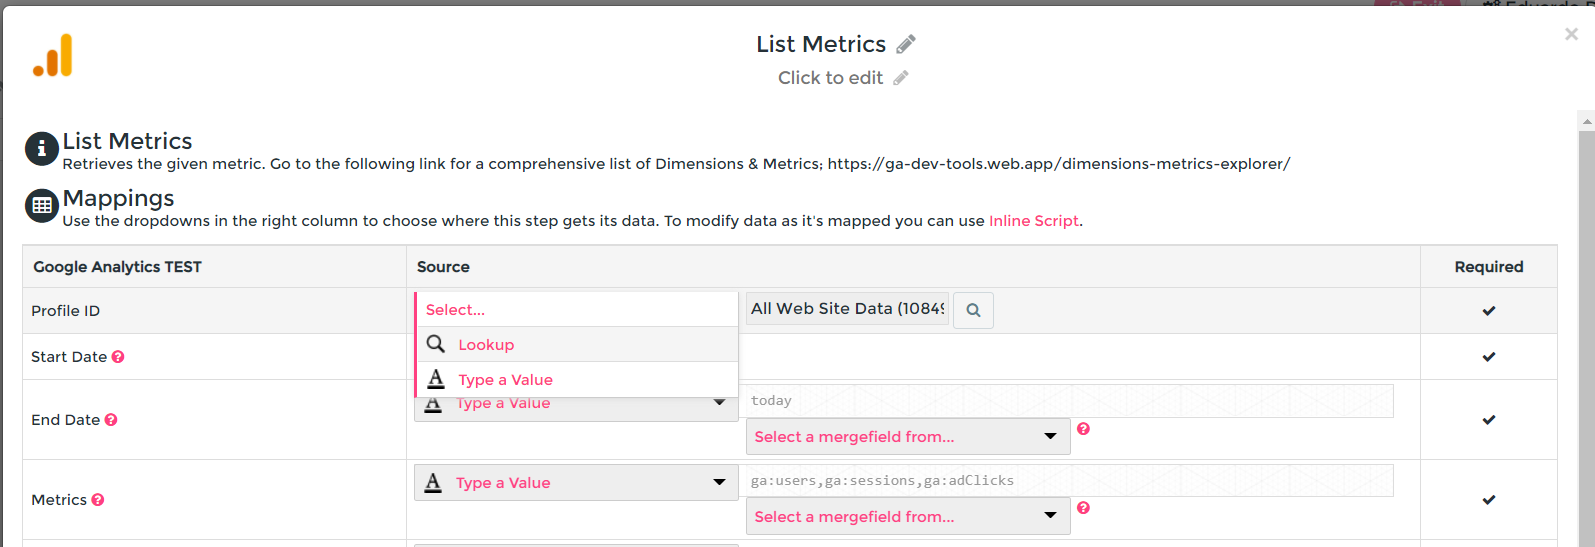 List Metrics
Click to edit
List Metrics
Retrieves the given metric. Go to the following link for a comprehensive list of Dimensions & Metrics; https://ga-dev-tools.web.app/dimensions-metrics-explorer/
Mappings
Use the dropdowns in the right column to choose where this step gets its data. To modify data as it's mapped you can use Inline Script.
Google Analytics TEST Source Required
Profile ID Select... All Web Site Data (10849
Lookup
Start Date
Type a Value
End Date Type a Value today
Select a mergefield from...
Metrics Type a Value ga:users,ga:sessions,ga:adClicks
Select a mergefield from...